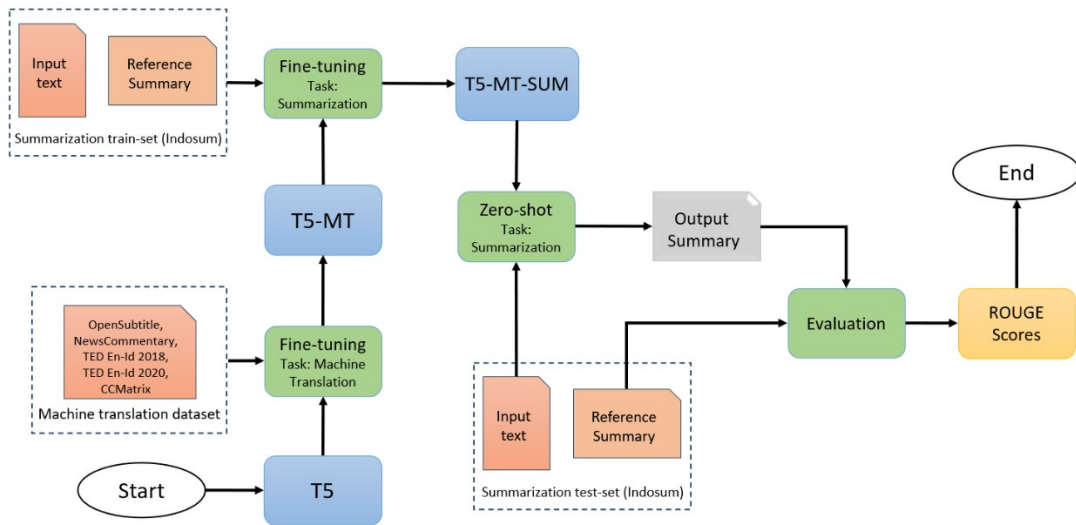 Input
text
Reference
Summary
Summarization train-set (Indosum)
Fine-tuning
Task:
Summarization
T5-MT-SUM
T5-MT
Zero-shot
Task:
Summarization
Output
Summary
End
OpenSubtitle,
NewsCommentary,
TED En-Id 2018,
TED En-Id 2020,
CCMatrix
Machine translation dataset
Fine-tuning
Task: Machine
Translation
Evaluation
ROUGE
Scores
Input
text
Reference
Summary
Summarization test-set (Indosum)
Start
T5